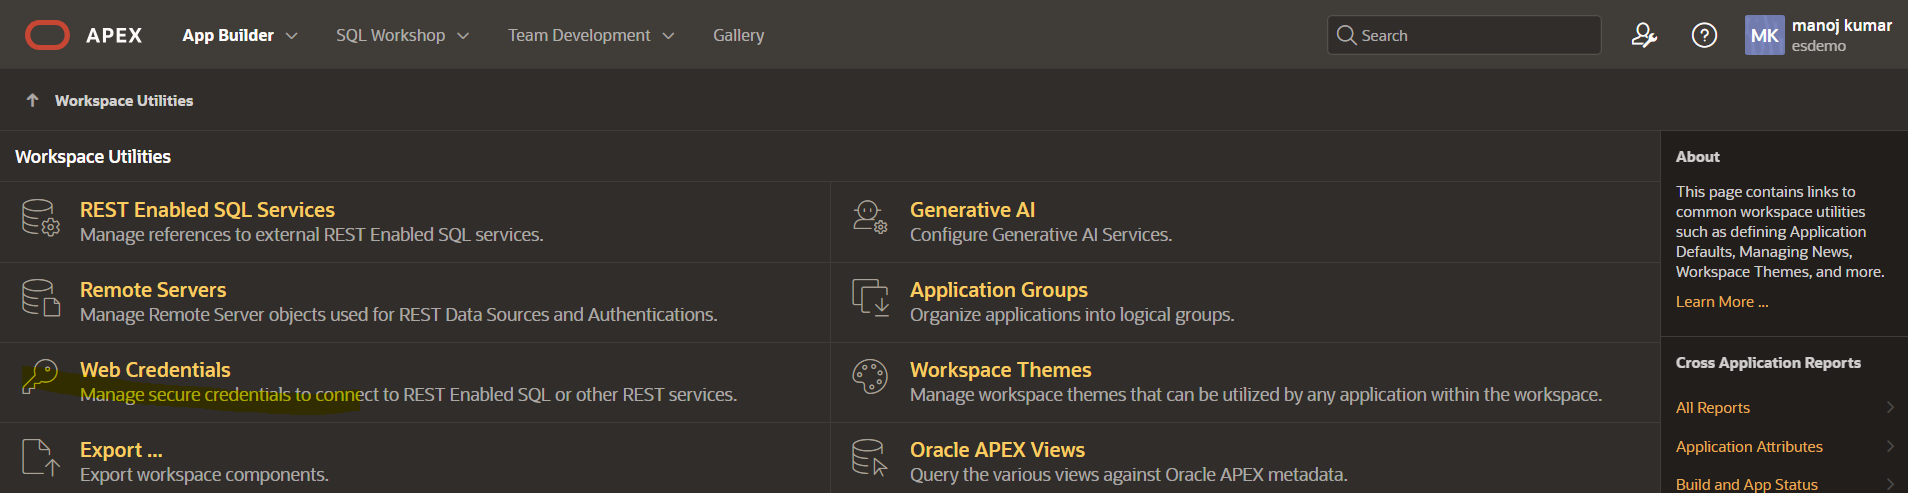 APEX App Builder SQL Workshop Team Development Gallery Search MK manoj kumar
esdemo
Workspace Utilities
Workspace Utilities
REST Enabled SQL Services
Manage references to external REST Enabled SQL services.
Generative AI
Configure Generative AI Services.
Remote Servers
Manage Remote Server objects used for REST Data Sources and Authentications.
Application Groups
Organize applications into logical groups.
Web Credentials
Manage secure credentials to connect to REST Enabled SQL or other REST services.
Workspace Themes
Manage workspace themes that can be utilized by any application within the workspace.
Export ...
Export workspace components.
Oracle APEX Views
Query the various views against Oracle APEX metadata.
About
This page contains links to
common workspace utilities
such as defining Application
Defaults, Managing News,
Workspace Themes, and more.
Learn More ...
Cross Application Reports
All Reports
Application Attributes
Build and App Status